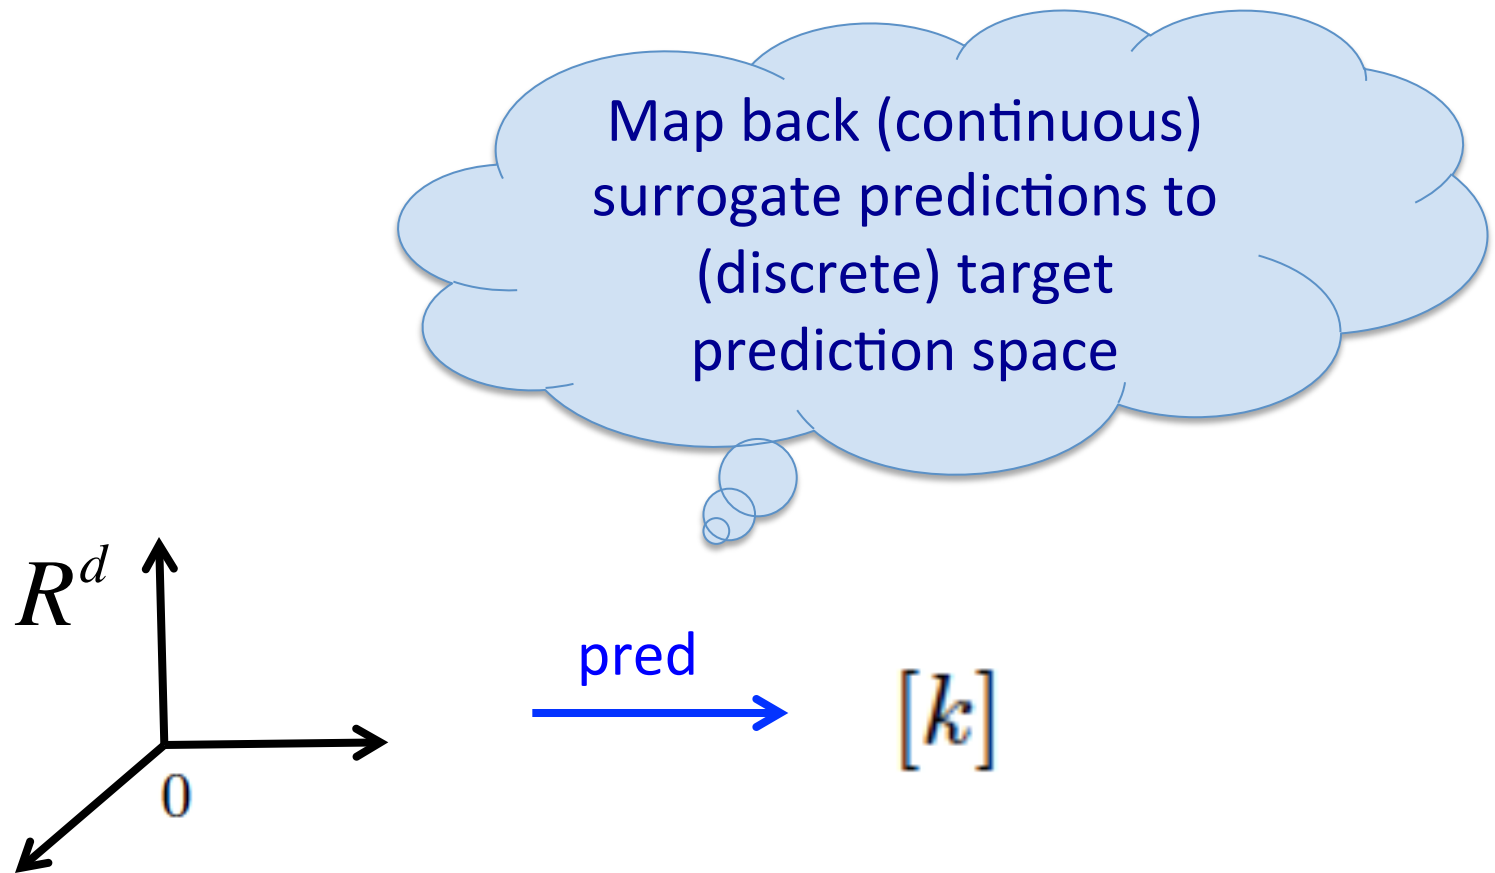 Map back (continuous)
surrogate predictions to
(discrete) target
prediction space
R^d
pred
[k]
0